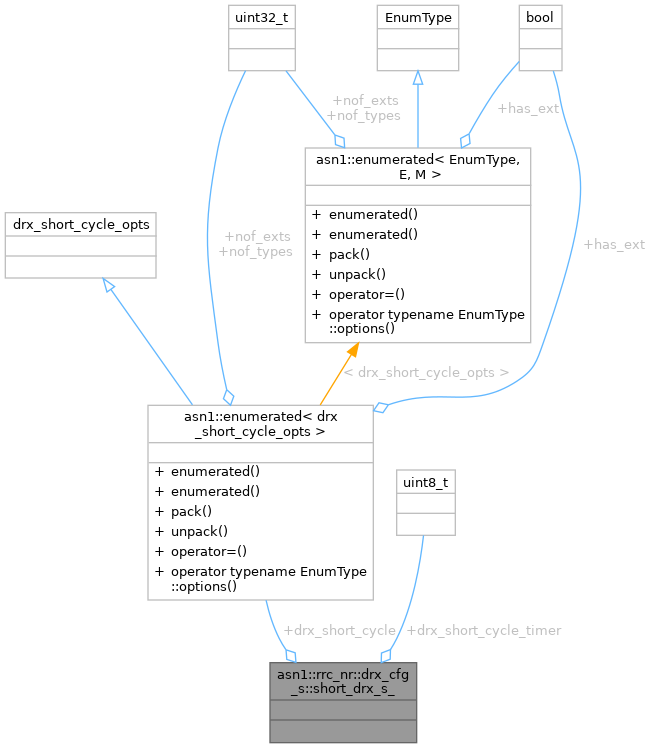 uint32_t
EnumType
bool
+nof_exts
+nof_types
+has_ext
asn1::enumerated< EnumType,
E, M >
+ enumerated()
+ enumerated()
+ pack()
+ unpack()
+ operator=()
+ operator typename EnumType
::options()
drx_short_cycle_opts
+nof_exts
+nof_types
+has_ext
< drx_short_cycle_opts >
asn1::enumerated< drx
_short_cycle_opts >
+ enumerated()
+ enumerated()
+ pack()
+ unpack()
+ operator=()
+ operator typename EnumType
::options()
uint8_t
+drx_short_cycle
+drx_short_cycle_timer
asn1::rrc_nr::drx_cfg
_s::short_drx_s_